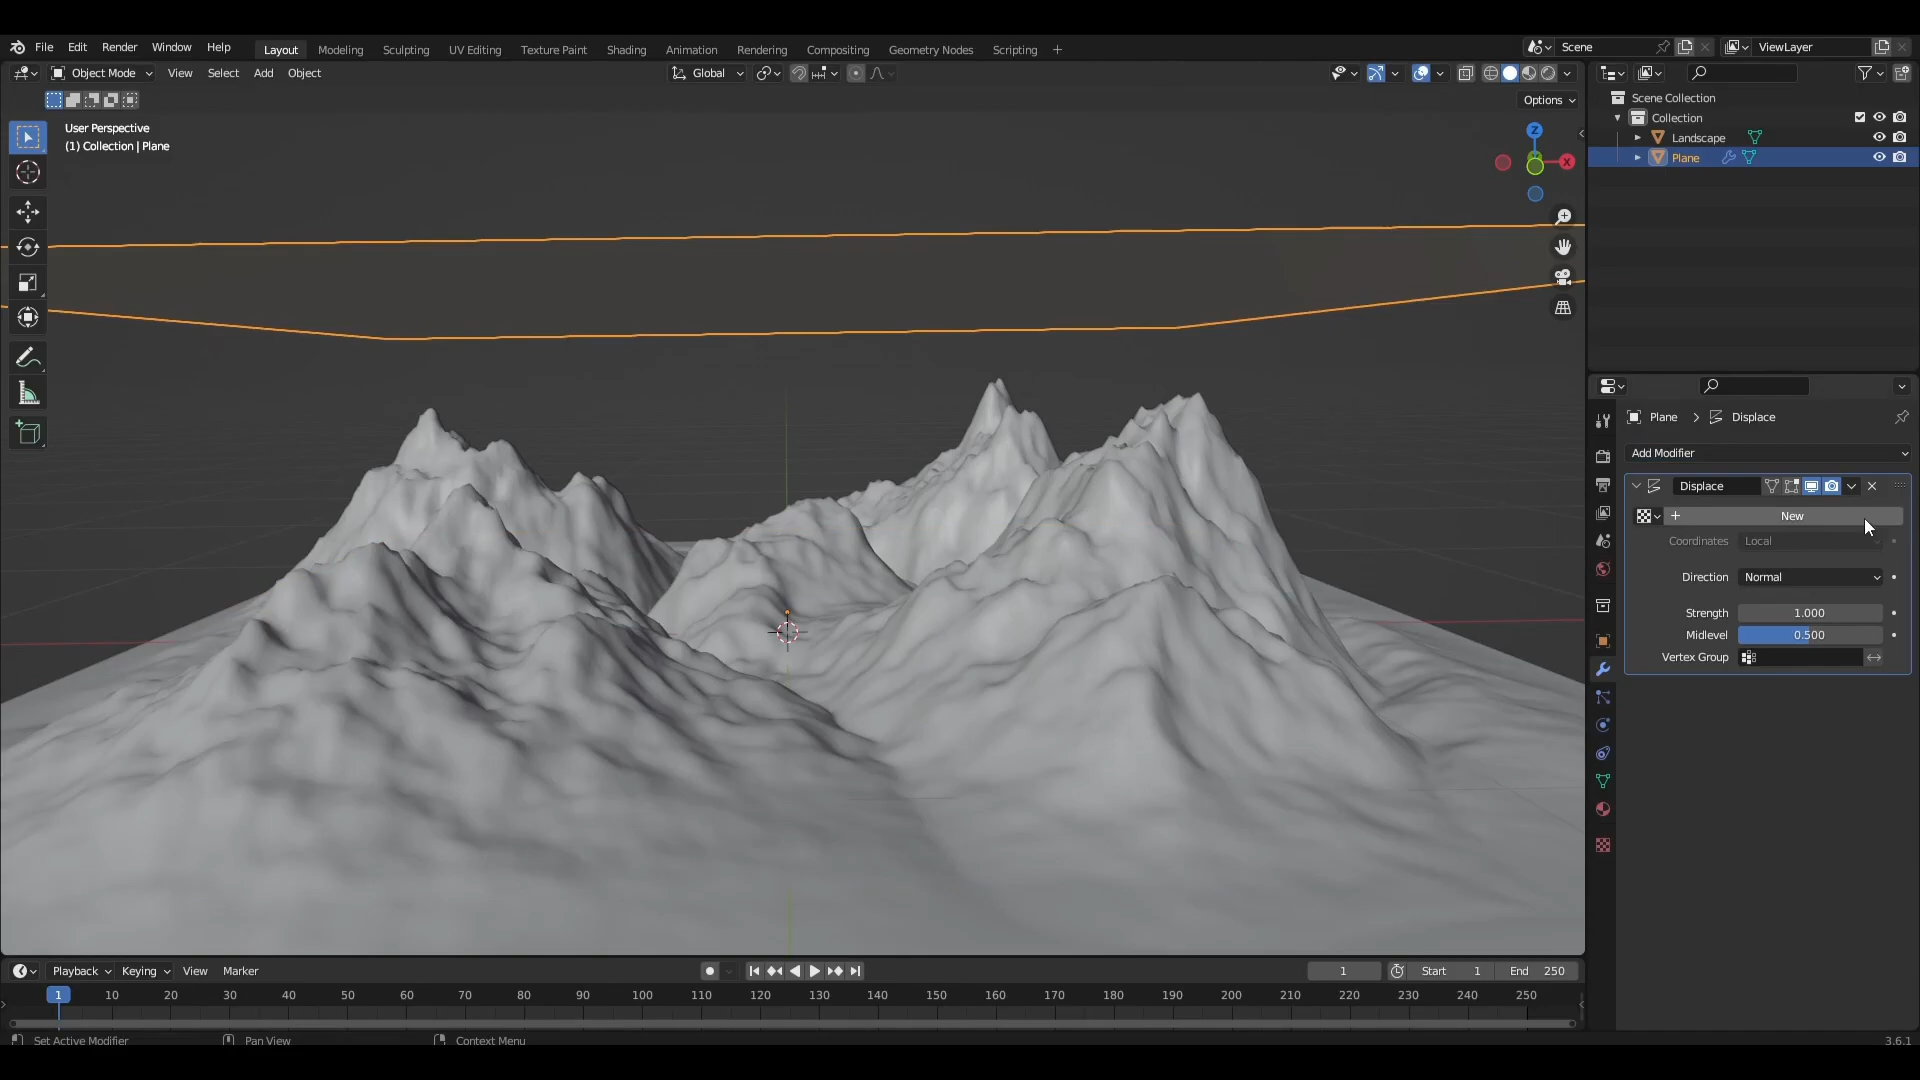 File Edit Render Window Help Layout Modeling Sculpting UV Editing Texture Paint Shading Animation Rendering Compositing Geometry Nodes Scripting + Scene ViewLayer
Object Mode View Select Add Object Global
Options
User Perspective
(1) Collection | Plane
Z
X
Scene Collection
Collection
Landscape
Plane
Plane > Displace
Add Modifier
Displace
+ New
Coordinates Local
Direction Normal
Strength 1.000
Midlevel 0.500
Vertex Group
Playback Keying View Marker 1 Start 1 End 250
1 10 20 30 40 50 60 70 80 90 100 110 120 130 140 150 160 170 180 190 200 210 220 230 240 250
Set Active Modifier Pan View Context Menu 3.6.1